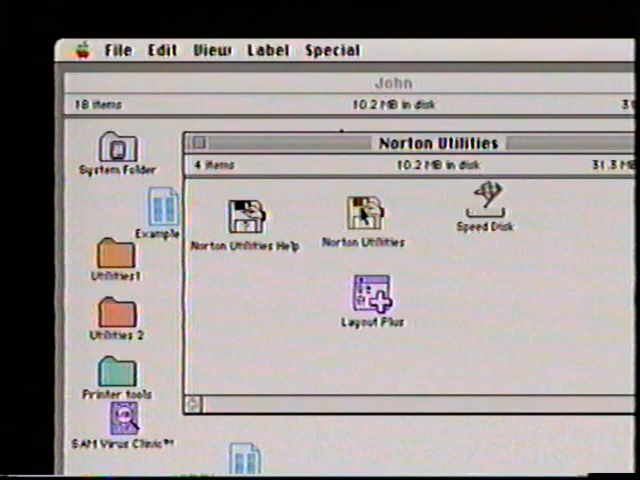 File Edit View Label Special
John
18 items 10.2 MB in disk 3
Norton Utilities
4 items 10.2 MB in disk 31.3 MB
System Folder
Example
Norton Utilities Help
Norton Utilities
Speed Disk
Utilities1
Layout Plus
Utilities 2
Printer tools
SAM Virus Clinic™